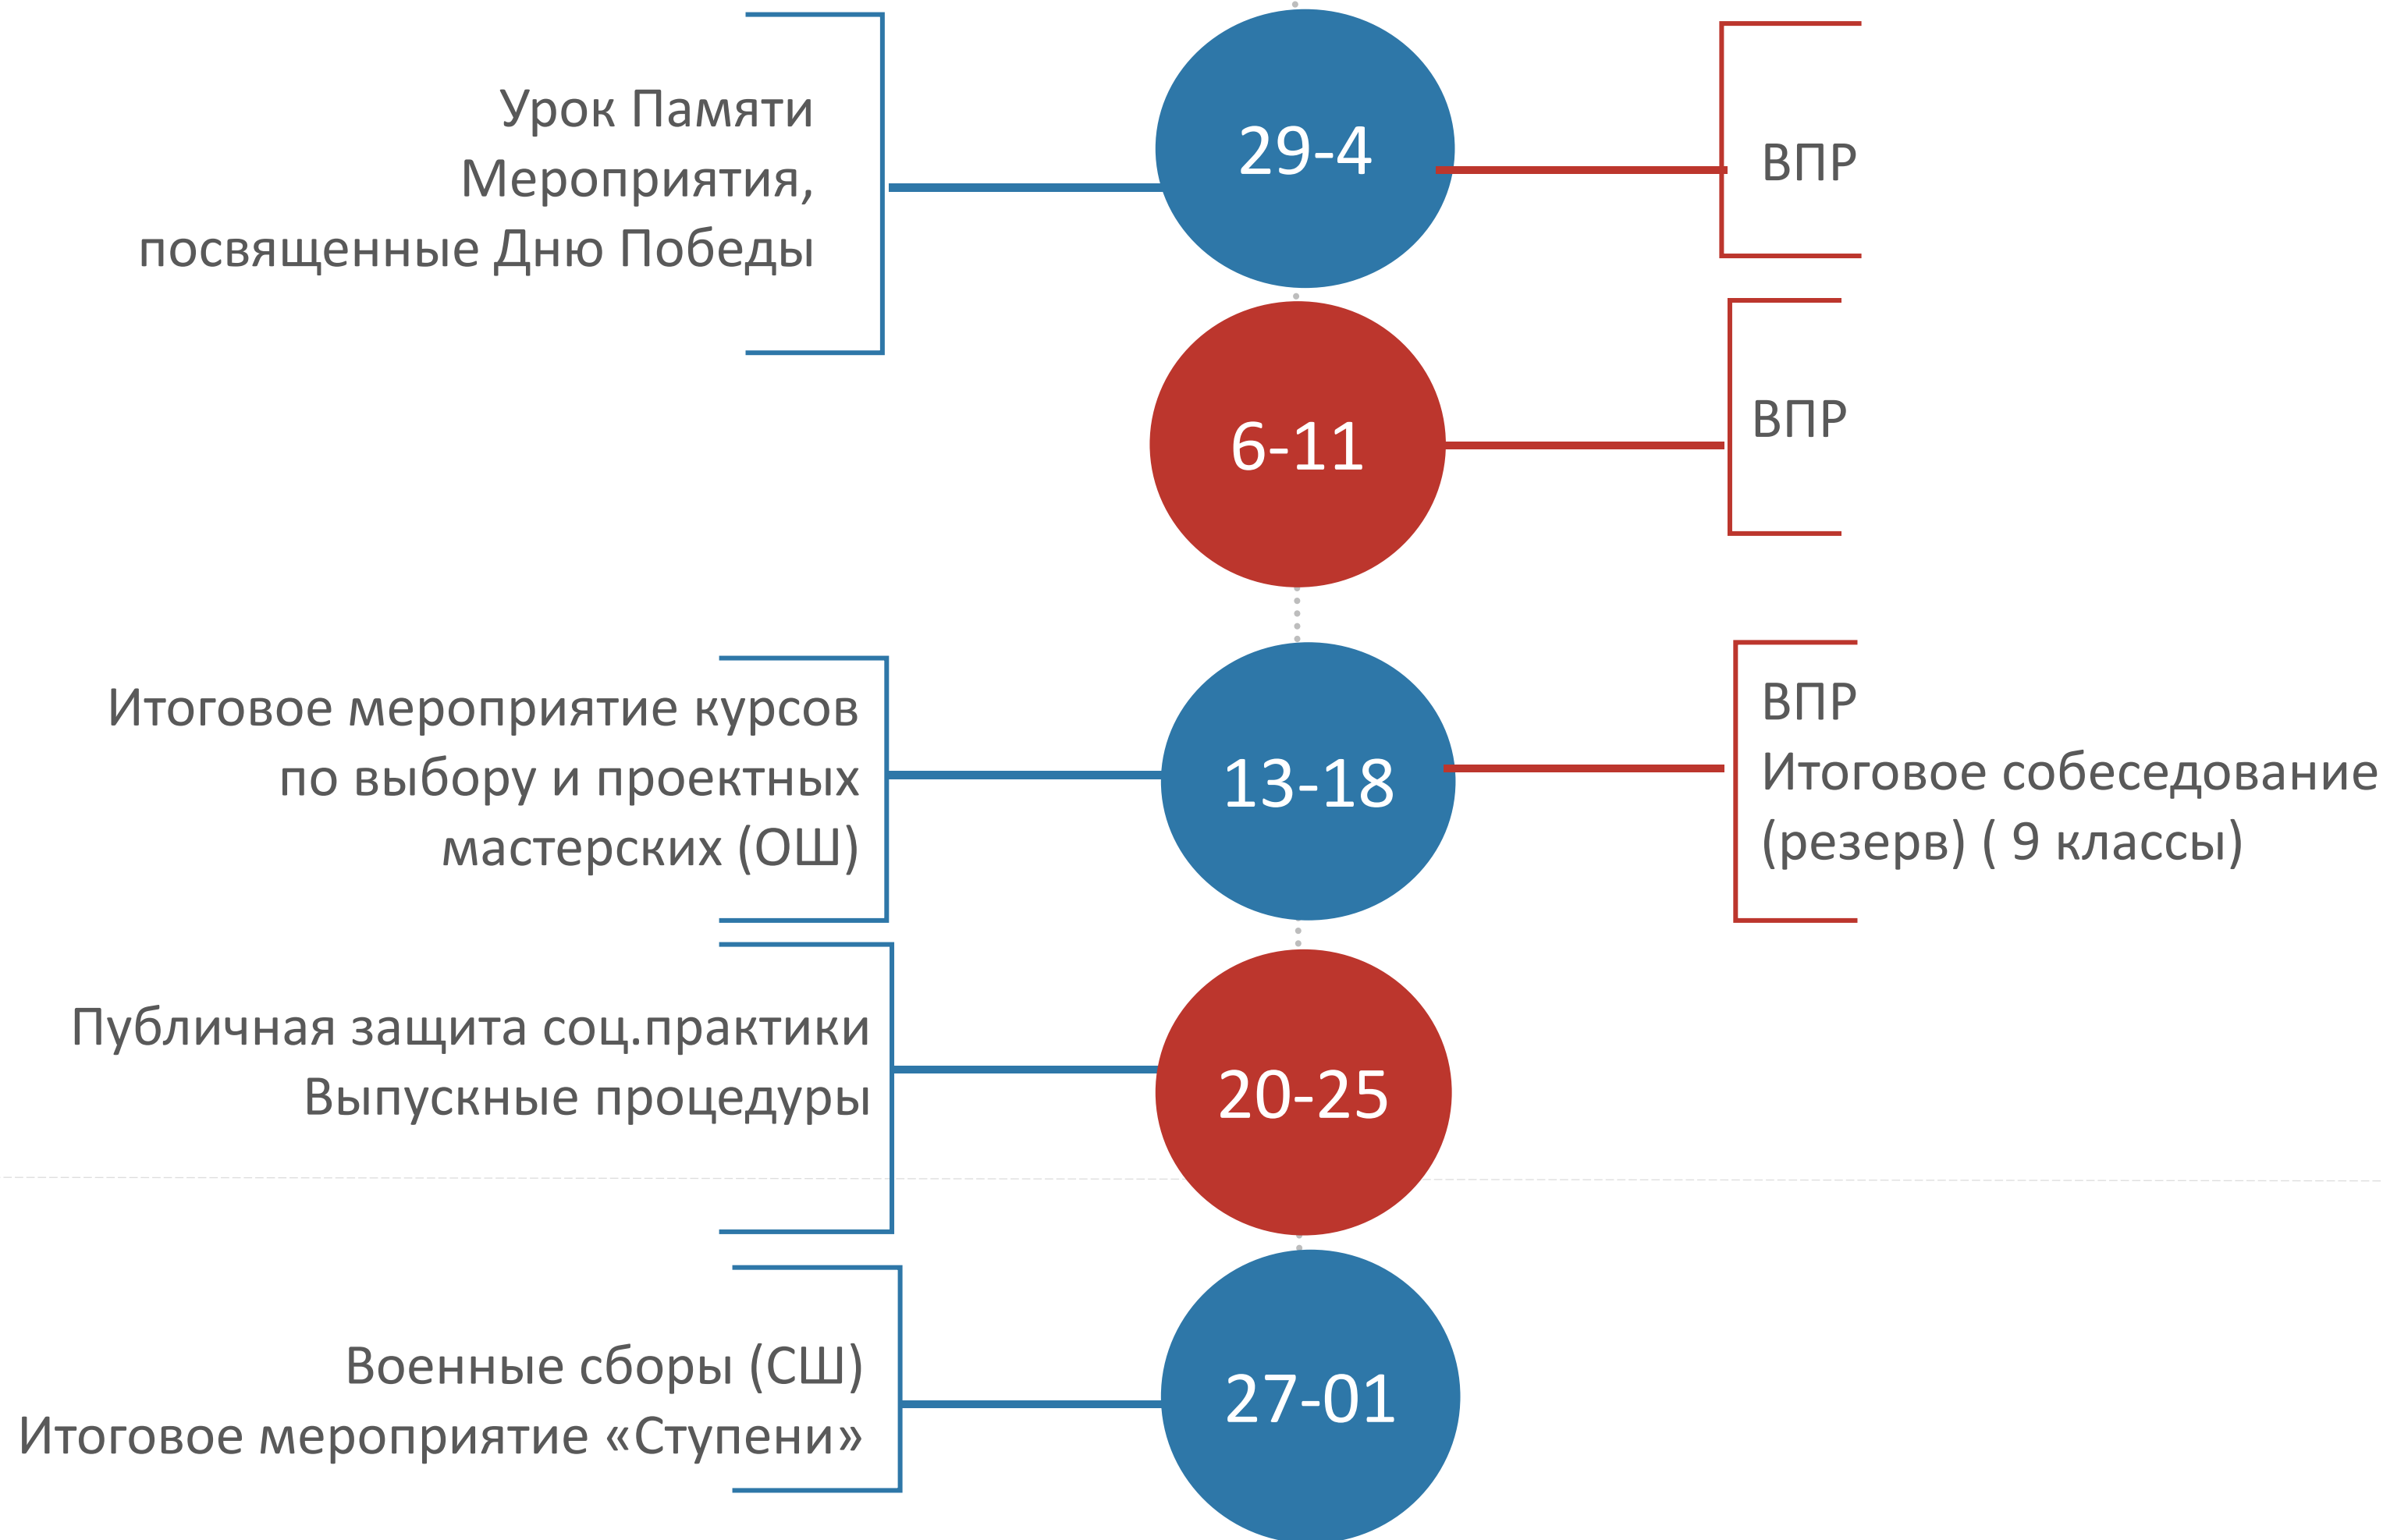 Урок Памяти
Мероприятия,
посвященные Дню Победы
29-4
ВПР
6-11
ВПР
Итоговое мероприятие курсов
по выбору и проектных
мастерских (ОШ)
13-18
ВПР
Итоговое собеседование
(резерв) ( 9 классы)
Публичная защита соц.практики
Выпускные процедуры
20-25
Военные сборы (СШ)
Итоговое мероприятие «Ступени»
27-01